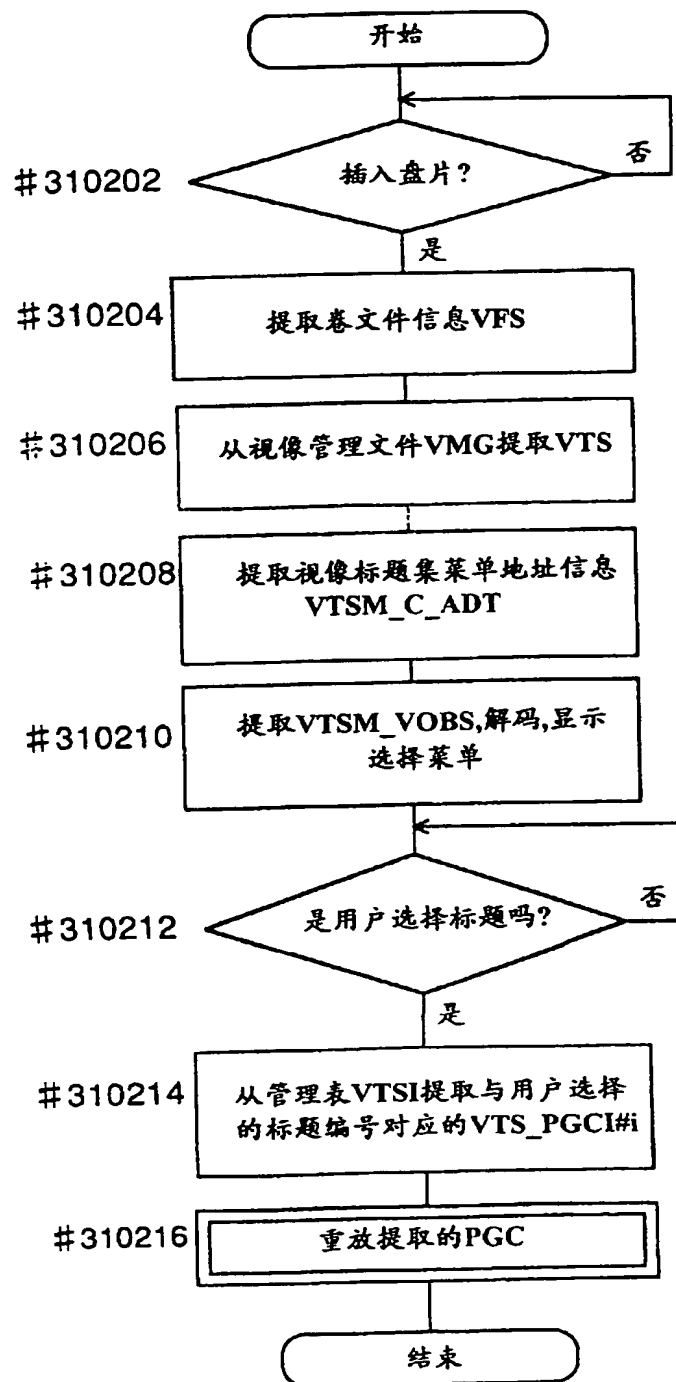 开始
否
#310202
插入盘片?
是
#310204
提取卷文件信息VFS
#310206
从视像管理文件VMG提取VTS
#310208
提取视像标题集菜单地址信息
VTSM_C_ADT
#310210
提取VTSM_VOBS,解码,显示
选择菜单
否
#310212
是用户选择标题吗?
是
#310214
从管理表VTSI提取与用户选择
的标题编号对应的VTS_PGCI#i
#310216
重放提取的PGC
结束